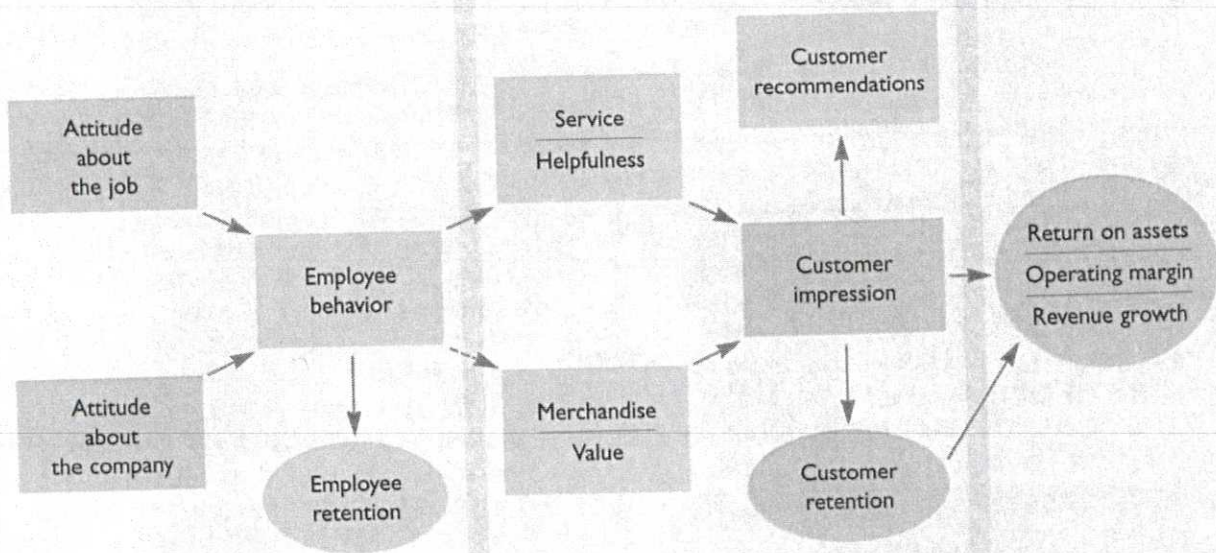 Attitude
about
the job
Attitude
about
the company
Employee
behavior
Employee
retention
Service
Helpfulness
Merchandise
Value
Customer
recommendations
Customer
impression
Customer
retention
Return on assets
Operating margin
Revenue growth